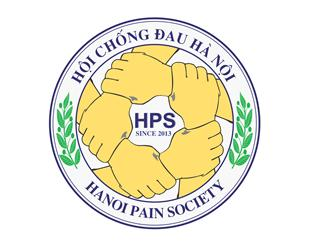 HỘI CHỐNG ĐAU HÀ NỘI
HPS
SINCE 2013
HANOI PAIN SOCIETY